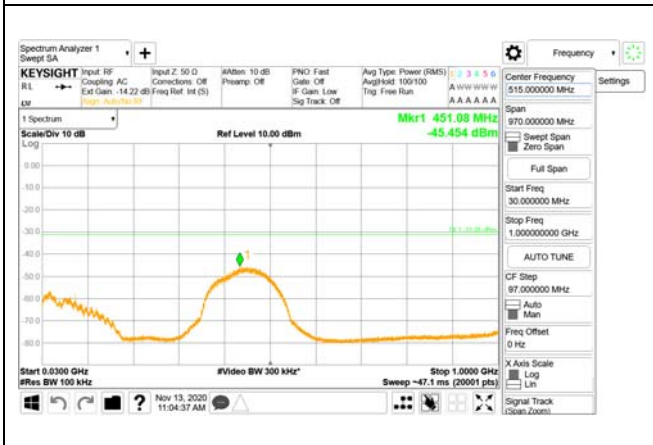 Spectrum Analyzer 1
Swept SA
Frequency
KEYSIGHT
Input: RF
Coupling: AC
Ext Gain: -14.22 dB
Align: Auto/No RF
Input Z: 50 Ω
Corrections: Off
Freq Ref: Int (S)
#Atten: 10 dB
Preamp: Off
PNO: Fast
Gate: Off
IF Gain: Low
Sig Track: Off
Avg Type: Power (RMS)
Avg|Hold: 100/100
Trig: Free Run
1 2 3 4 5 6
A W W W W W
A A A A A A
RL
1 Spectrum
Scale/Div 10 dB
Ref Level 10.00 dBm
Mkr1 451.08 MHz
-45.454 dBm
Log
0.00
-10.0
-20.0
-30.0
-40.0
-50.0
-60.0
-70.0
-80.0
1
Start 0.0300 GHz
#Res BW 100 kHz
#Video BW 300 kHz*
Stop 1.0000 GHz
Sweep ~47.1 ms (20001 pts)
Nov 13, 2020
11:04:37 AM
?
Center Frequency
515.000000 MHz
Settings
Span
970.000000 MHz
Swept Span
Zero Span
Full Span
Start Freq
30.000000 MHz
Stop Freq
1.000000000 GHz
AUTO TUNE
CF Step
97.000000 MHz
Auto
Man
Freq Offset
0 Hz
X Axis Scale
Log
Lin
Signal Track
(Span Zoom)